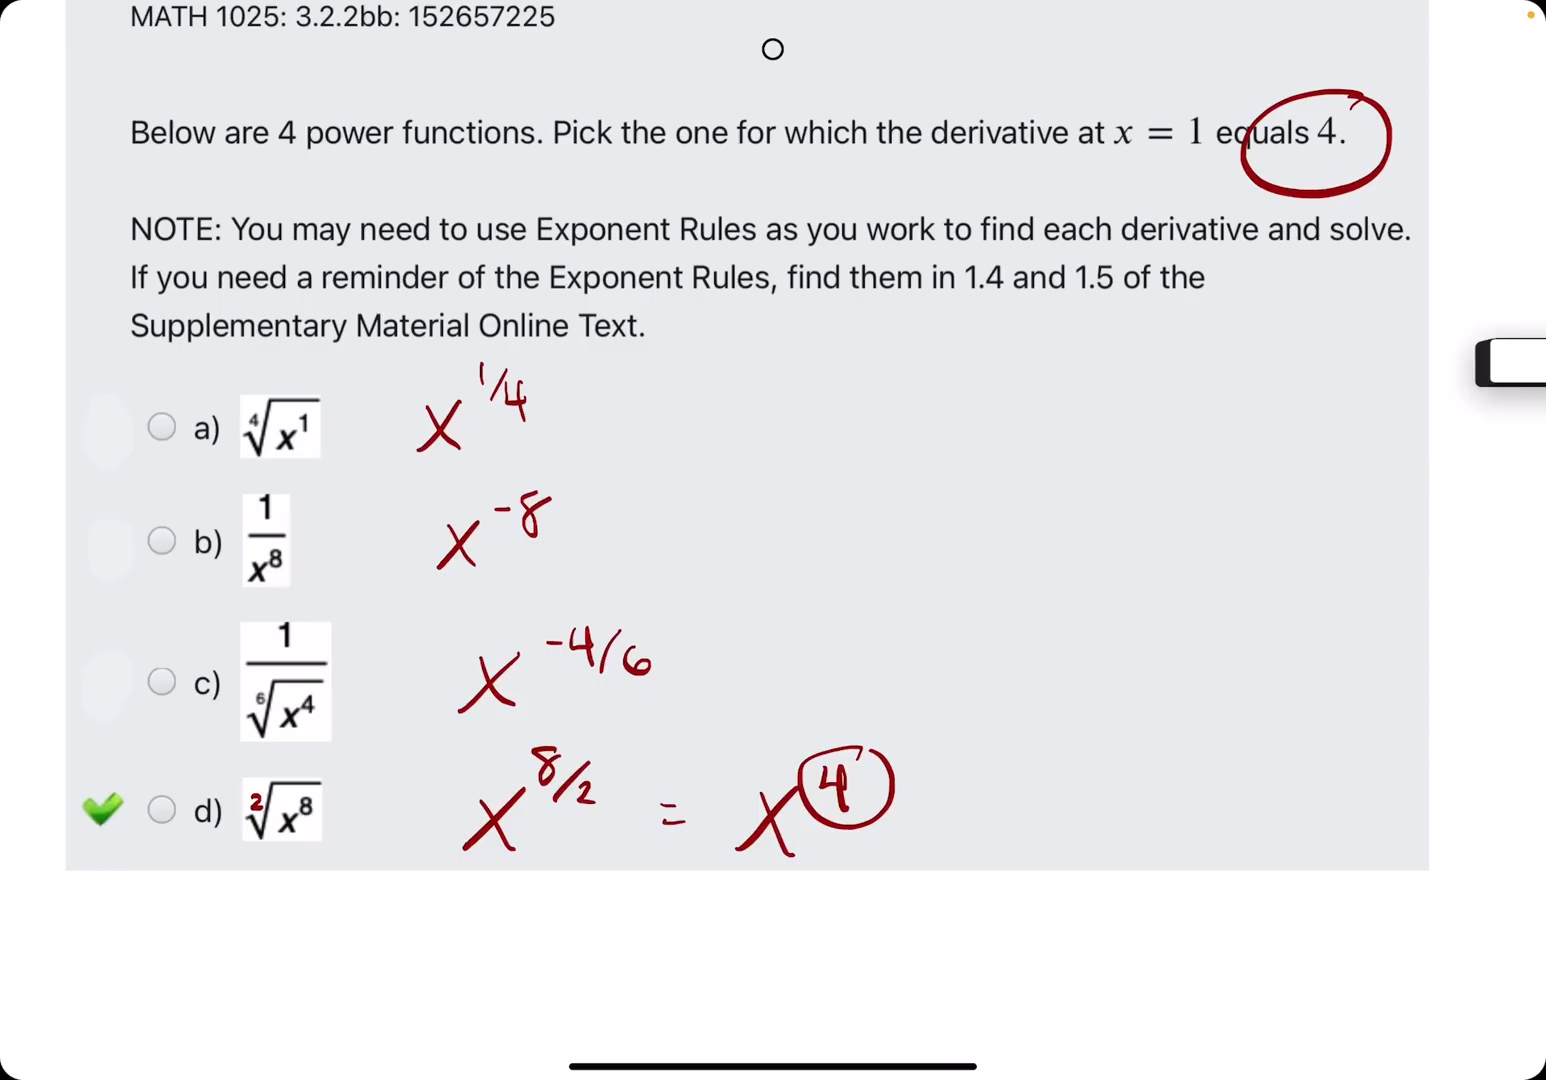 MATH 1025: 3.2.2bb: 152657225
Below are 4 power functions. Pick the one for which the derivative at x = 1 equals 4.
NOTE: You may need to use Exponent Rules as you work to find each derivative and solve.
If you need a reminder of the Exponent Rules, find them in 1.4 and 1.5 of the
Supplementary Material Online Text.
a) ⁴√x¹ x^1/4
b) 1/x⁸ x^-8
c) 1/⁶√x⁴ x^-4/6
d) ²√x⁸ x^8/2 = x^4